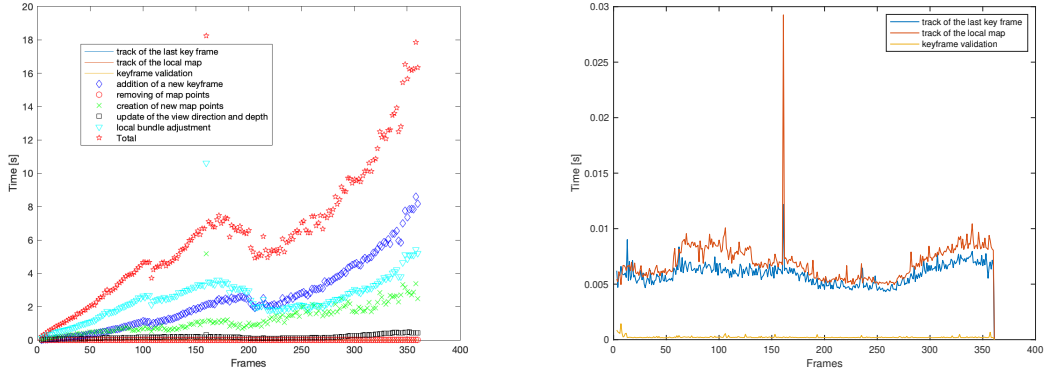 20
18
16
14
12
10
8
6
4
2
0
Time [s]
track of the last key frame
track of the local map
keyframe validation
addition of a new keyframe
removing of map points
creation of new map points
update of the view direction and depth
local bundle adjustment
Total
0 50 100 150 200 250 300 350 400
Frames
0.03
0.025
0.02
0.015
0.01
0.005
0
Time [s]
track of the last key frame
track of the local map
keyframe validation
0 50 100 150 200 250 300 350 400
Frames